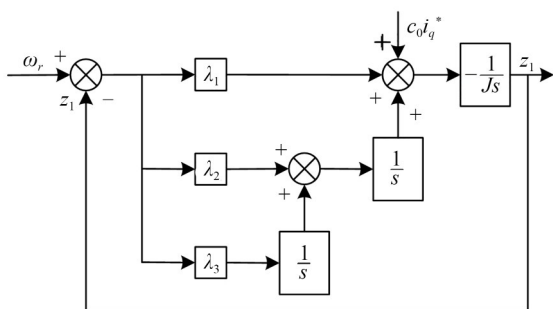 + c₀i_q*
ω_r + λ₁ + −1/Js z₁
z₁ − + +
λ₂ + 1/s
+
λ₃ 1/s